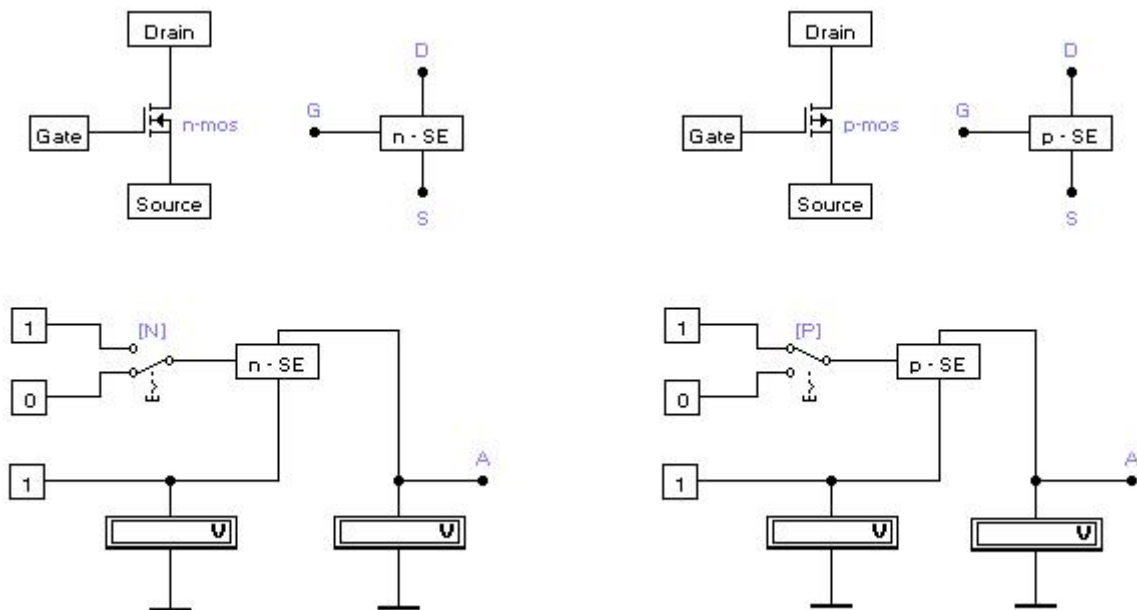 Drain
D
G
Gate
n-mos
n - SE
Source
S
Drain
D
G
Gate
p-mos
p - SE
Source
S
1
[N]
n - SE
0
1
A
V
V
1
[P]
p - SE
0
1
A
V
V